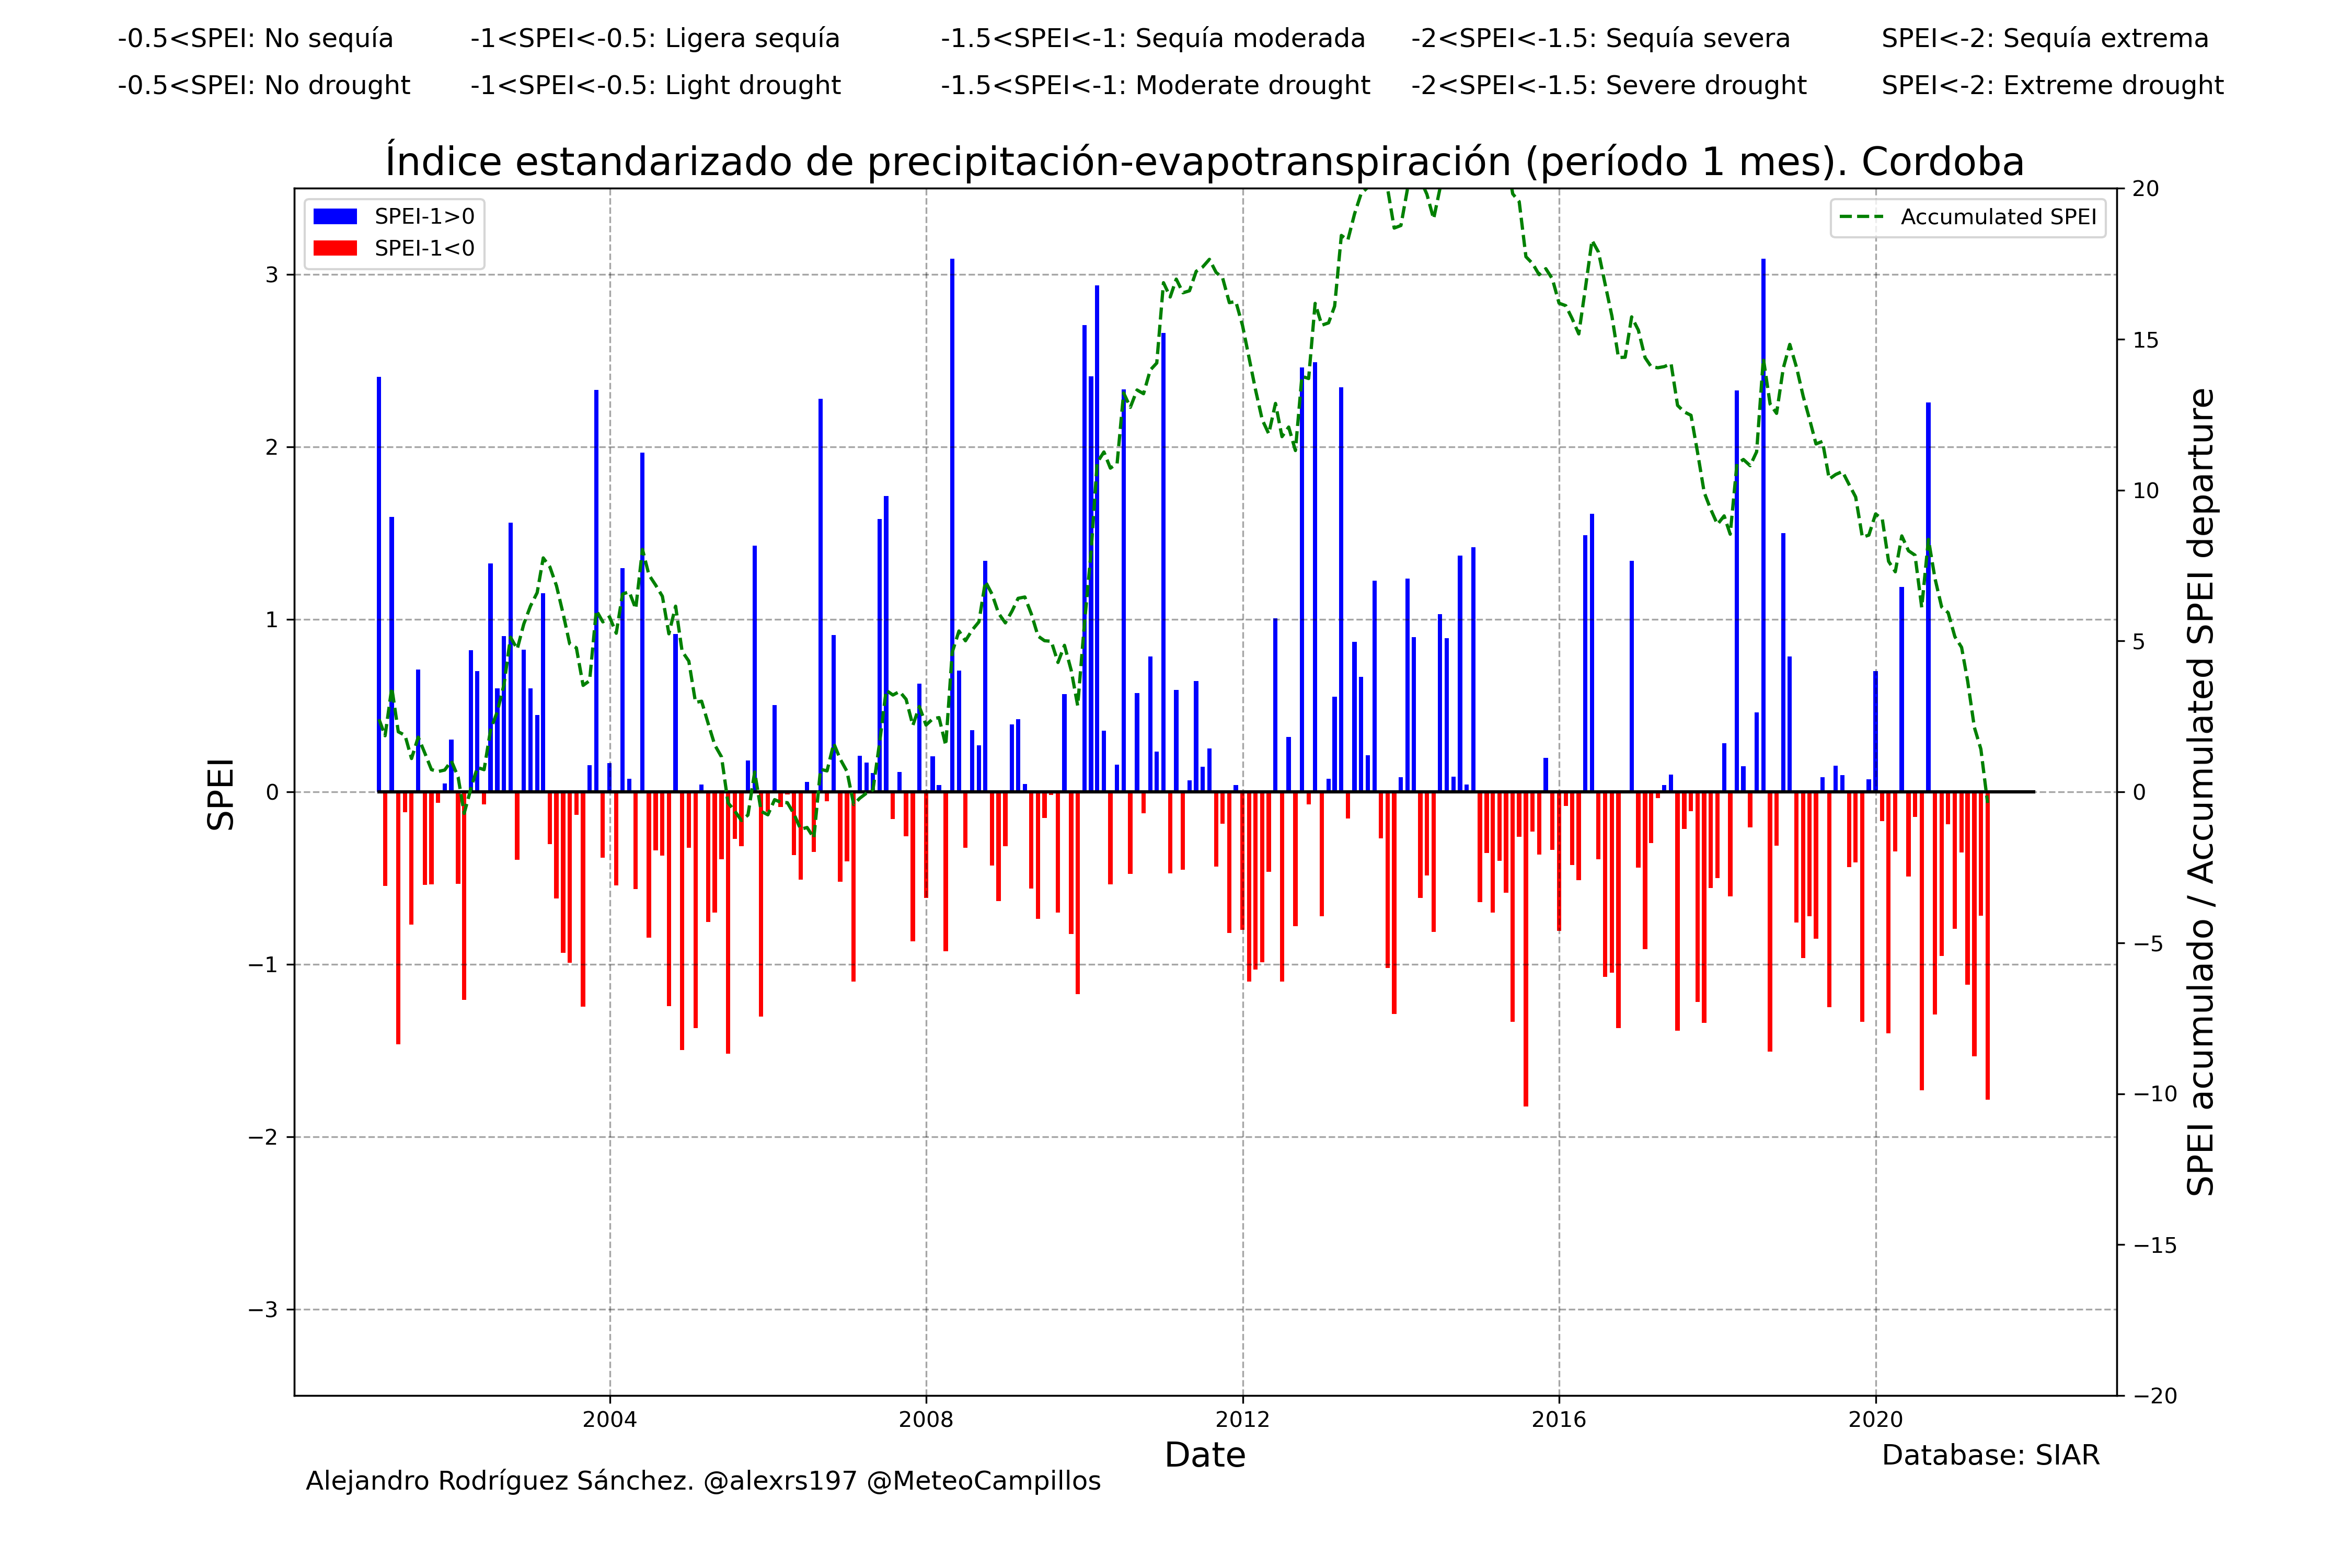 -0.5<SPEI: No sequía -1<SPEI<-0.5: Ligera sequía -1.5<SPEI<-1: Sequía moderada -2<SPEI<-1.5: Sequía severa SPEI<-2: Sequía extrema
-0.5<SPEI: No drought -1<SPEI<-0.5: Light drought -1.5<SPEI<-1: Moderate drought -2<SPEI<-1.5: Severe drought SPEI<-2: Extreme drought
Índice estandarizado de precipitación-evapotranspiración (período 1 mes). Cordoba
SPEI-1>0
SPEI-1<0
Accumulated SPEI
SPEI
3
2
1
0
−1
−2
−3
20
15
10
5
0
−5
−10
−15
−20
SPEI acumulado / Accumulated SPEI departure
2004 2008 2012 2016 2020
Date
Database: SIAR
Alejandro Rodríguez Sánchez. @alexrs197 @MeteoCampillos